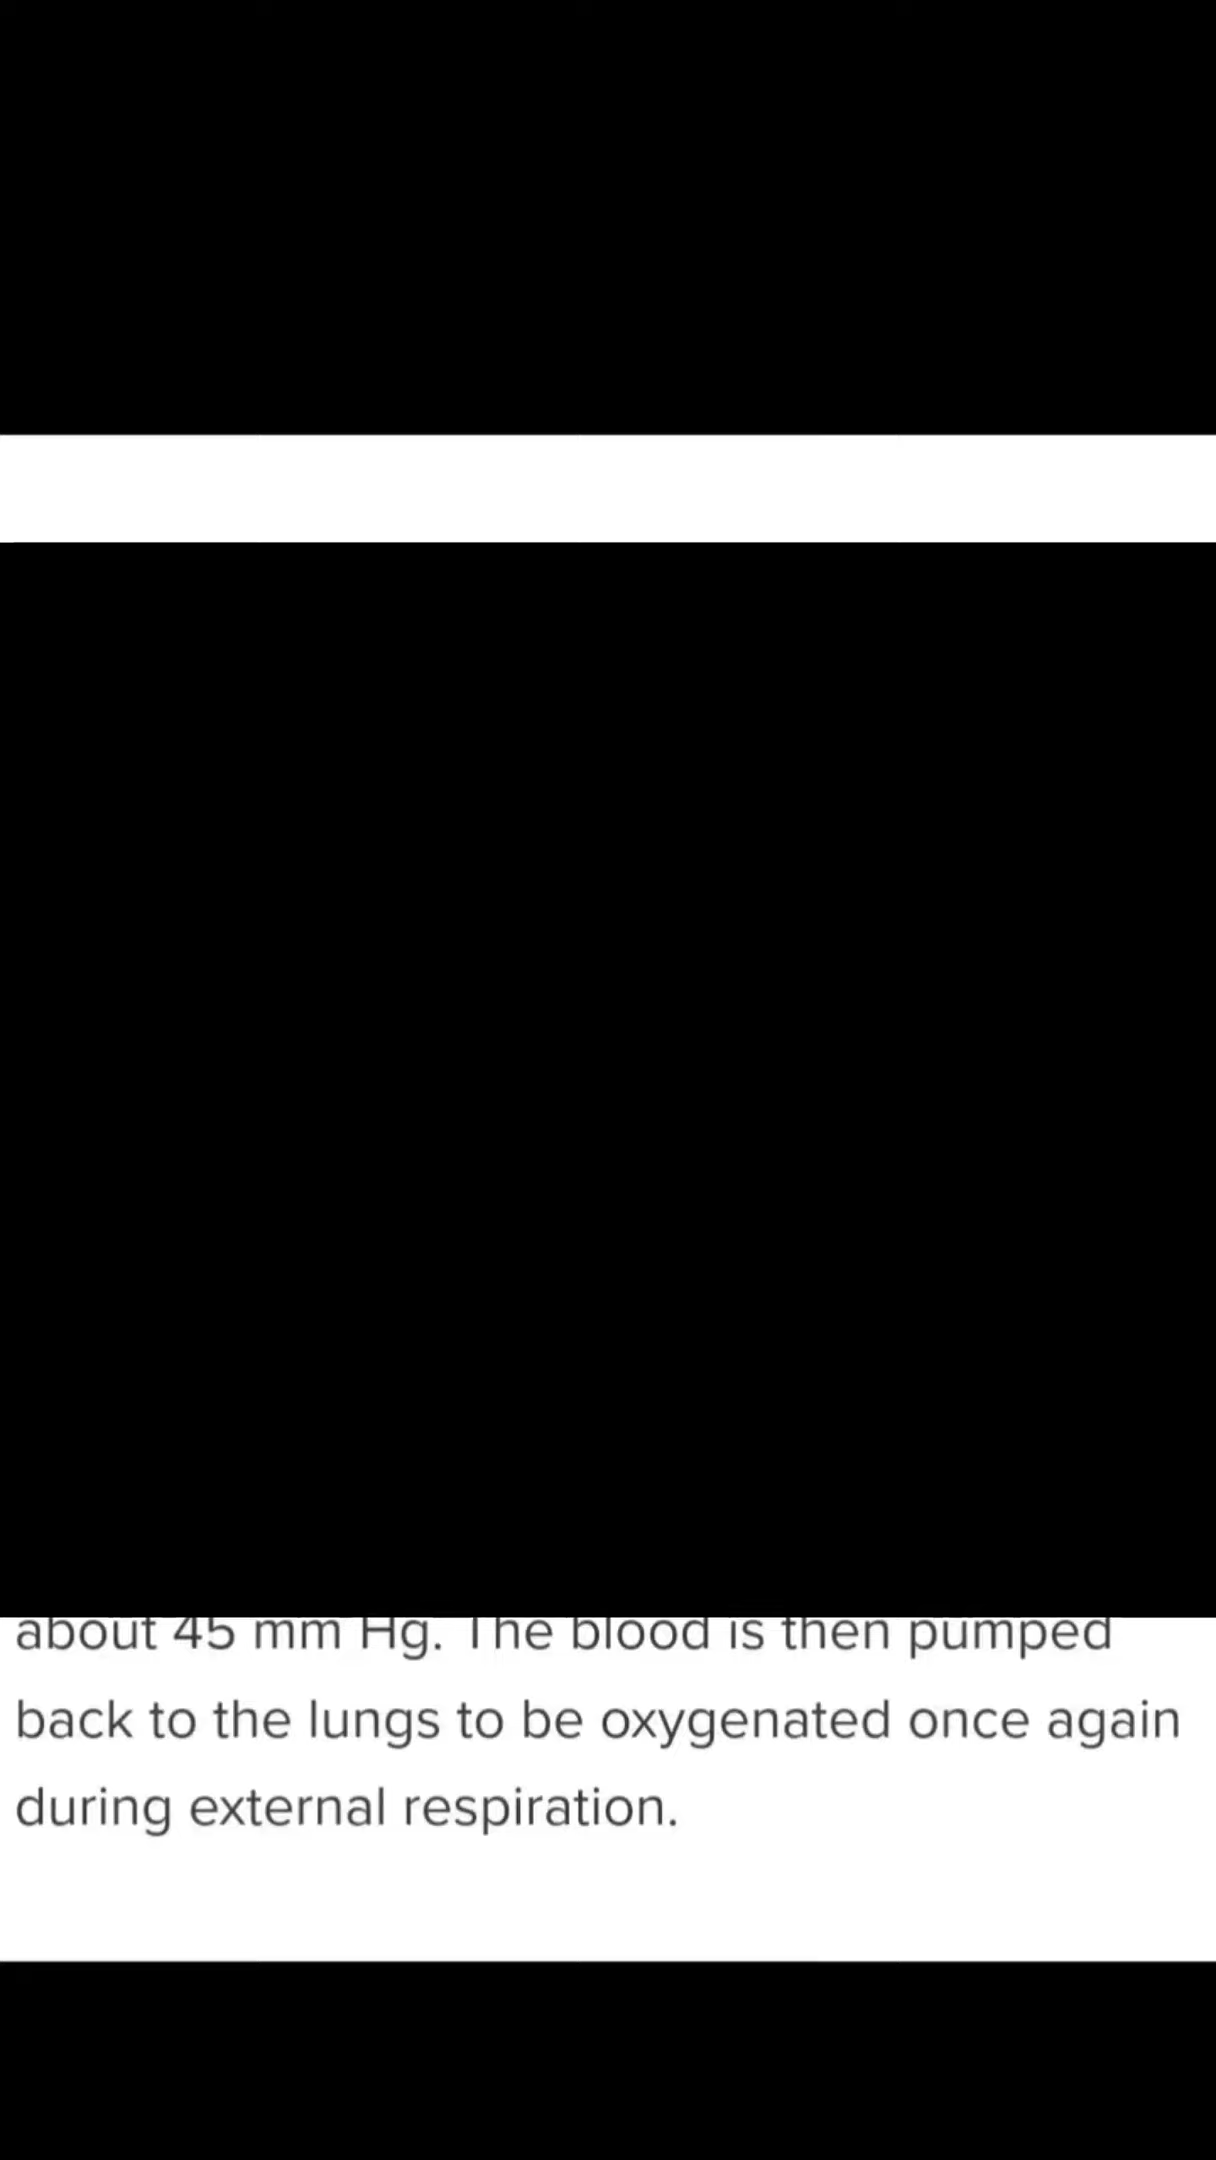 about 45 mm Hg. The blood is then pumped
back to the lungs to be oxygenated once again
during external respiration.